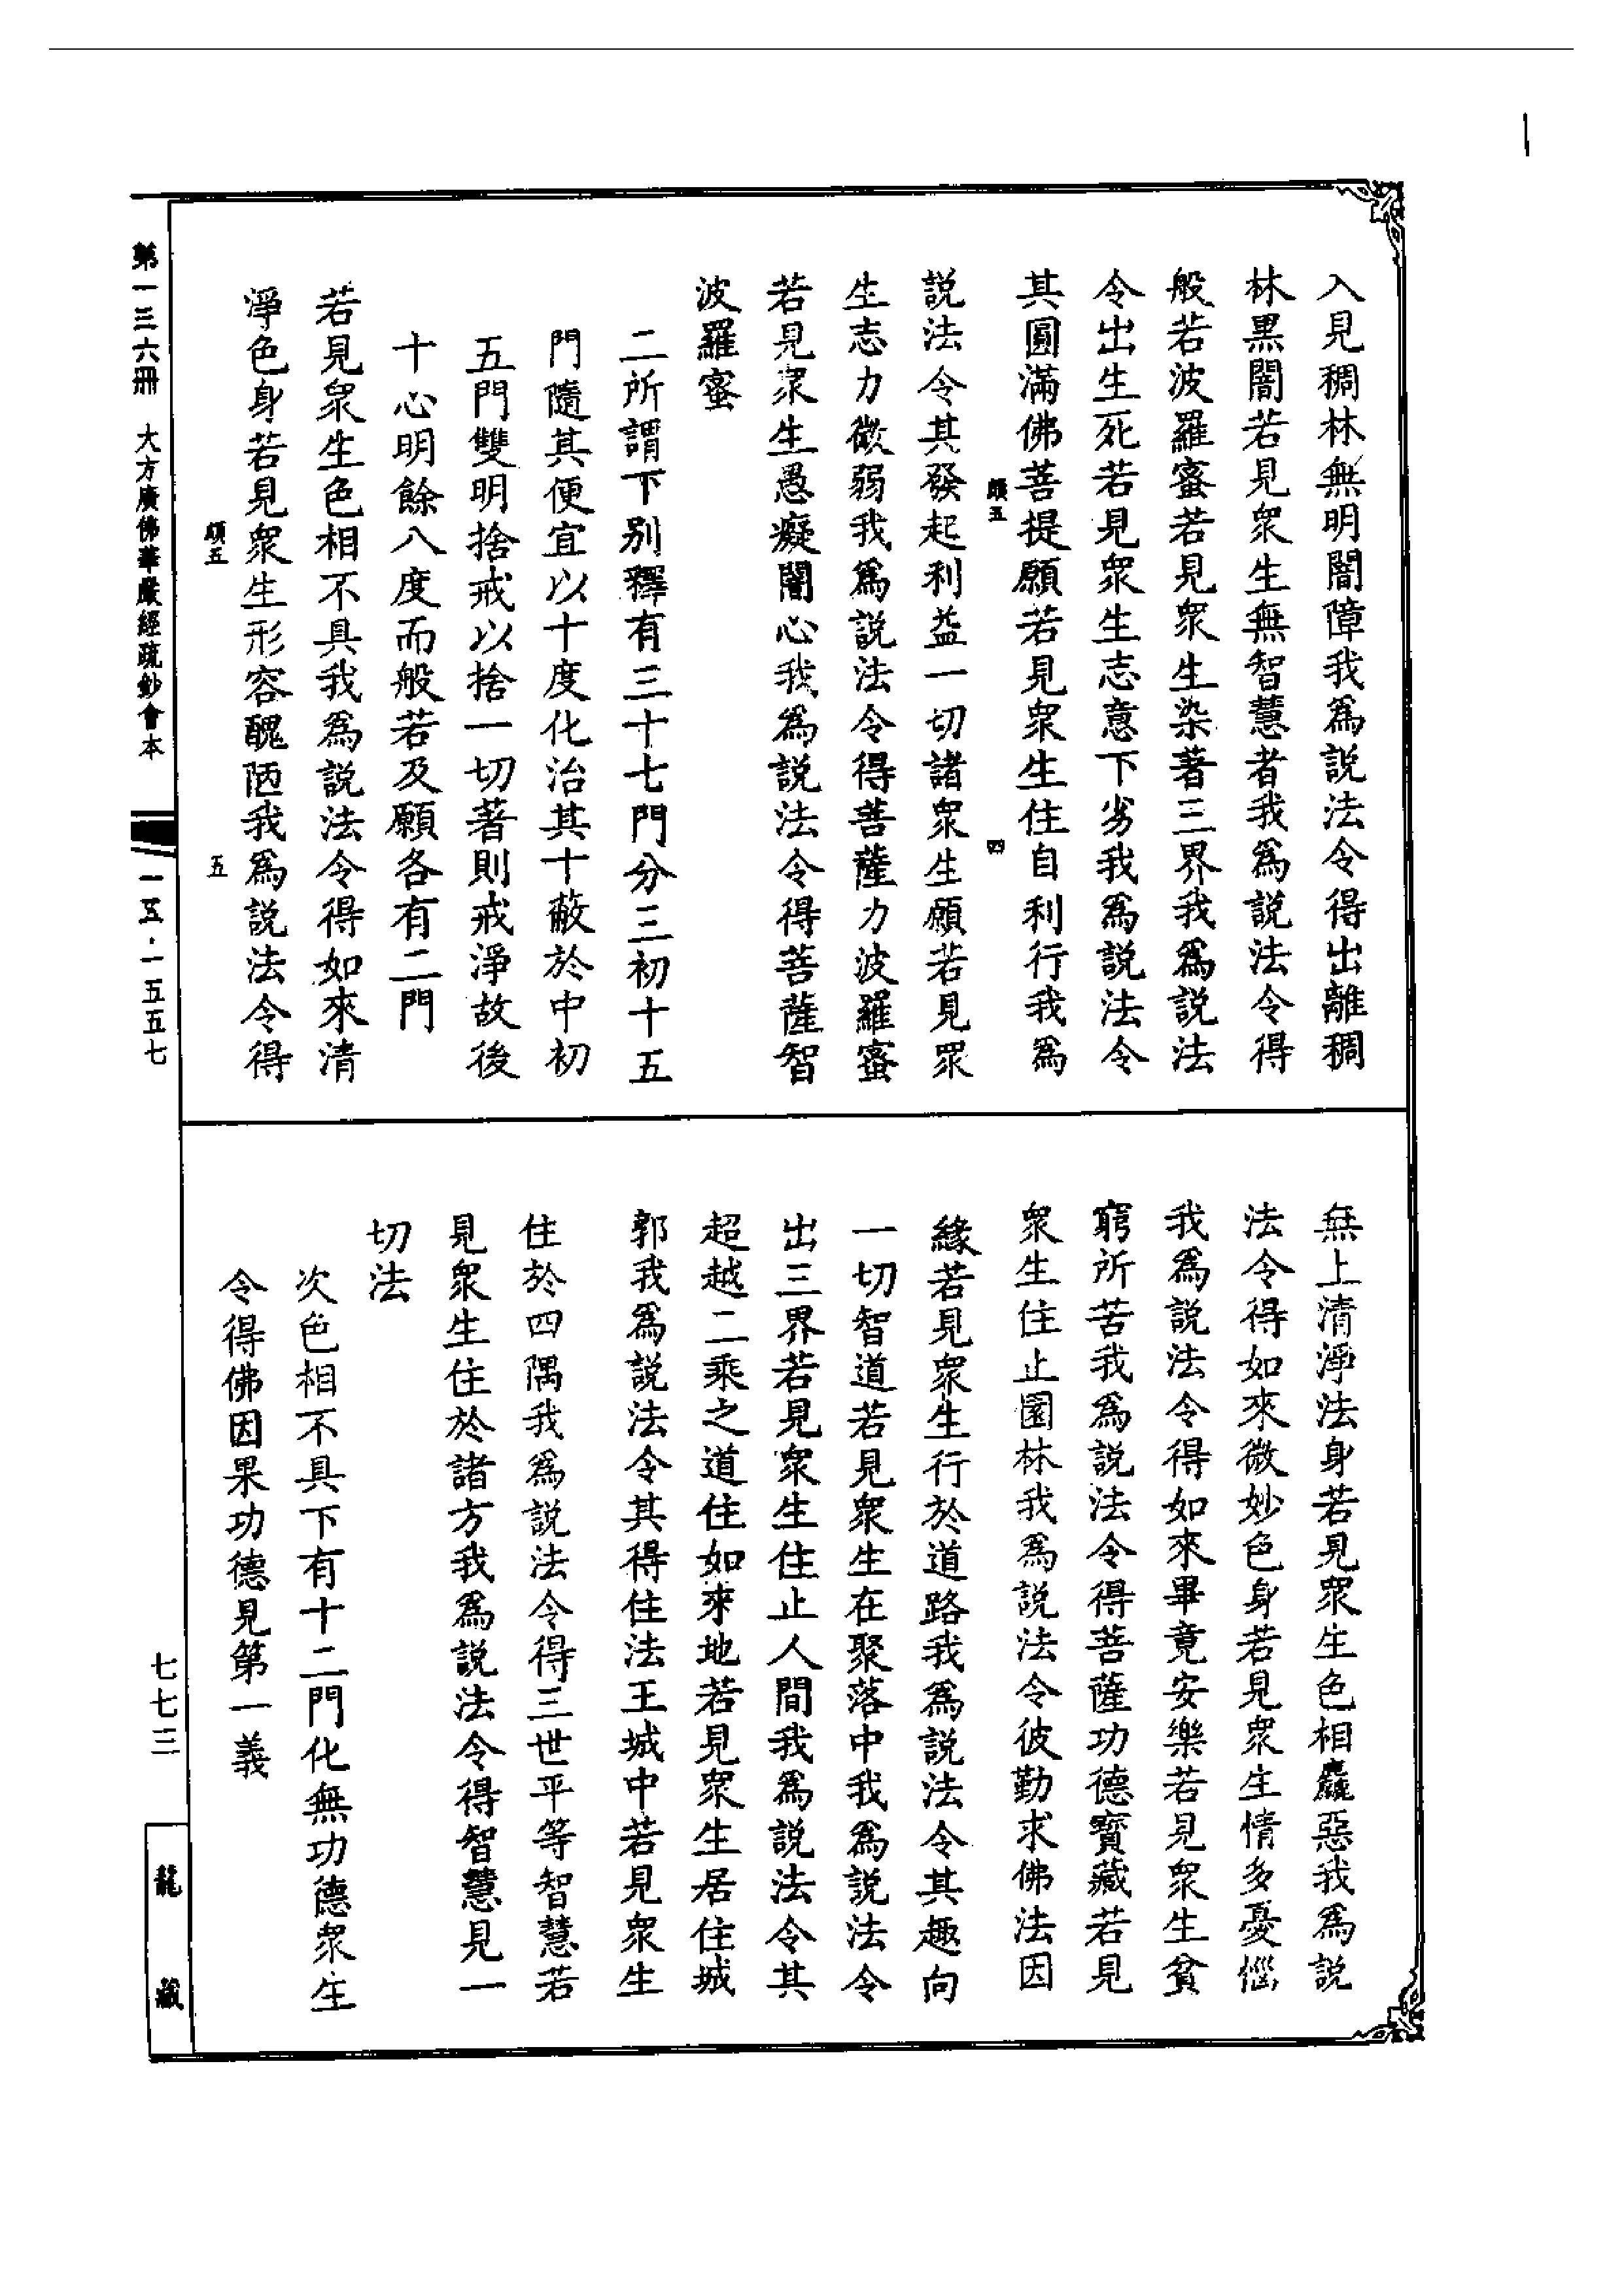 入見稠林無明闇障我爲說法令得出離稠
林黑闇若見衆生無智慧者我爲說法令得
般若波羅蜜若見衆生染著三界我爲說法
令出生死若見衆生志意下劣我爲說法令
其圓滿佛菩提願若見衆生住自利行我爲
頗五 四
說法令其發起利益一切諸衆生願若見衆
生志力微弱我爲說法令得菩薩力波羅蜜
若見衆生愚癡闇心我爲說法令得菩薩智
波羅蜜
二所謂下別釋有三十七門分三初十五
門隨其便宜以十度化治其十蔽於中初
五門雙明捨戒以捨一切著則戒淨故後
十心明餘八度而般若及願各有二門
若見衆生色相不具我爲說法令得如來清
淨色身若見衆生形容醜陋我爲說法令得
頗五 五
無上清淨法身若見衆生色相麤惡我爲說
法令得如來微妙色身若見衆生情多憂惱
我爲說法令得如來畢竟安樂若見衆生貧
窮所苦我爲說法令得菩薩功德寶藏若見
衆生住止園林我爲說法令彼勤求佛法因
緣若見衆生行於道路我爲說法令其趣向
一切智道若見衆生在聚落中我爲說法令
出三界若見衆生住止人間我爲說法令其
超越二乘之道住如來地若見衆生居住城
郭我爲說法令其得住法王城中若見衆生
住於四隅我爲說法令得三世平等智慧若
見衆生住於諸方我爲說法令得智慧見一
切法
次色相不具下有十二門化無功德衆生
令得佛因果功德見第一義
第一三六冊 大方廣佛華嚴經疏鈔會本
一五·一五五七
七七三
龍藏